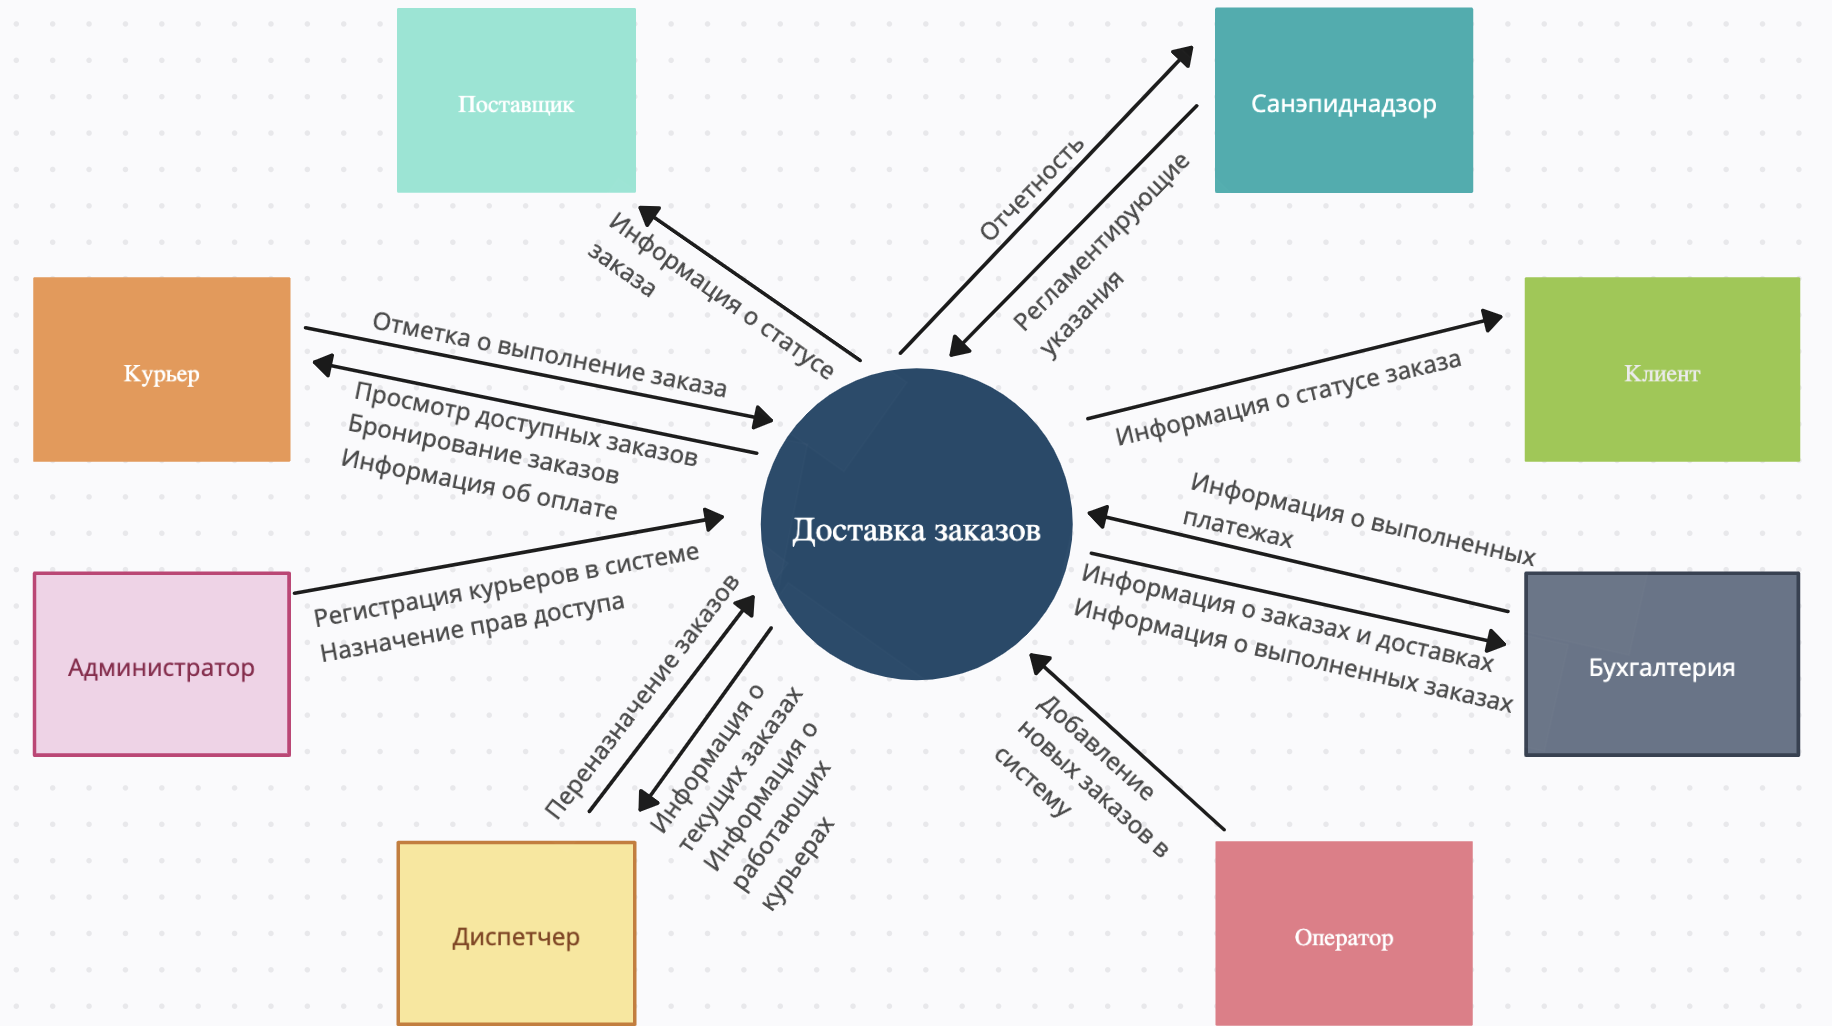 Поставщик
Санэпиднадзор
Отчетность
Регламентирующие
указания
Информация о статусе
заказа
Курьер
Отметка о выполнение заказа
Просмотр доступных заказов
Бронирование заказов
Информация об оплате
Информация о статусе заказа
Клиент
Доставка заказов
Информация о выполненных
платежах
Информация о заказах и доставках
Информация о выполненных заказах
Бухгалтерия
Администратор
Регистрация курьеров в системе
Назначение прав доступа
Переназначение заказов
Информация о
текущих заказах
Информация о
работающих
курьерах
Добавление
новых заказов в
систему
Диспетчер
Оператор